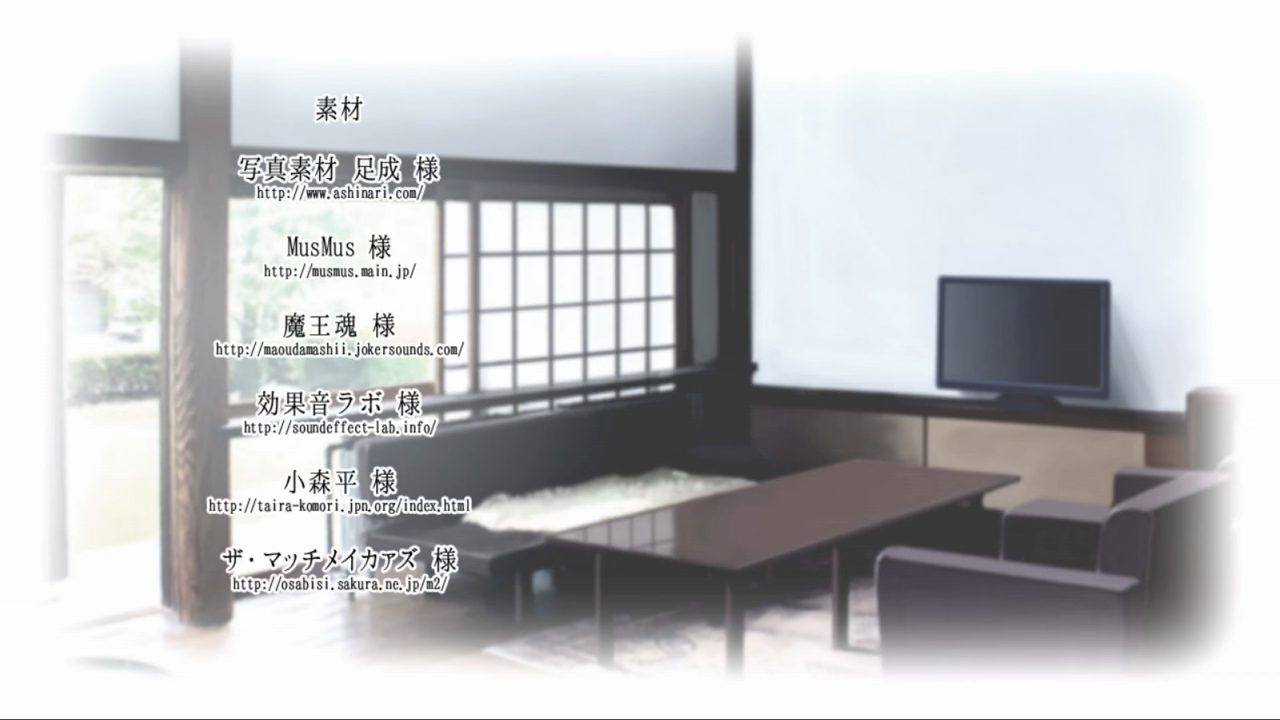 素材
写真素材 足成 様
http://www.ashinari.com/
MusMus 様
http://musmus.main.jp/
魔王魂 様
http://maoudamashii.jokersounds.com/
効果音ラボ 様
http://soundeffect-lab.info/
小森平 様
http://taira-komori.jpn.org/index.html
ザ・マッチメイカァズ 様
http://osabisi.sakura.ne.jp/m2/